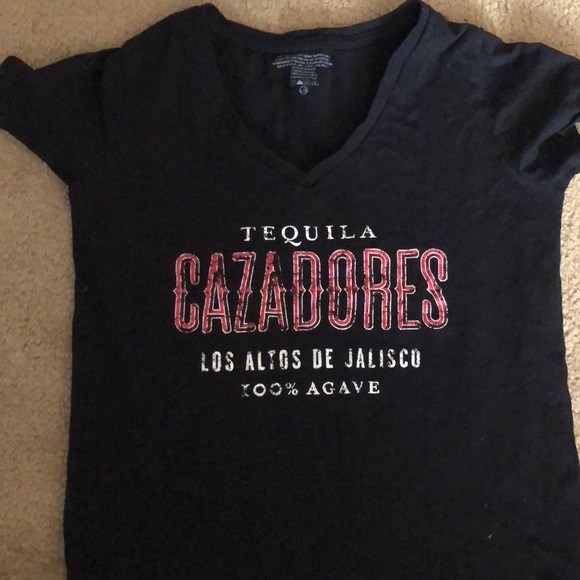 TEQUILA
CAZADORES
LOS ALTOS DE JALISCO
100% AGAVE